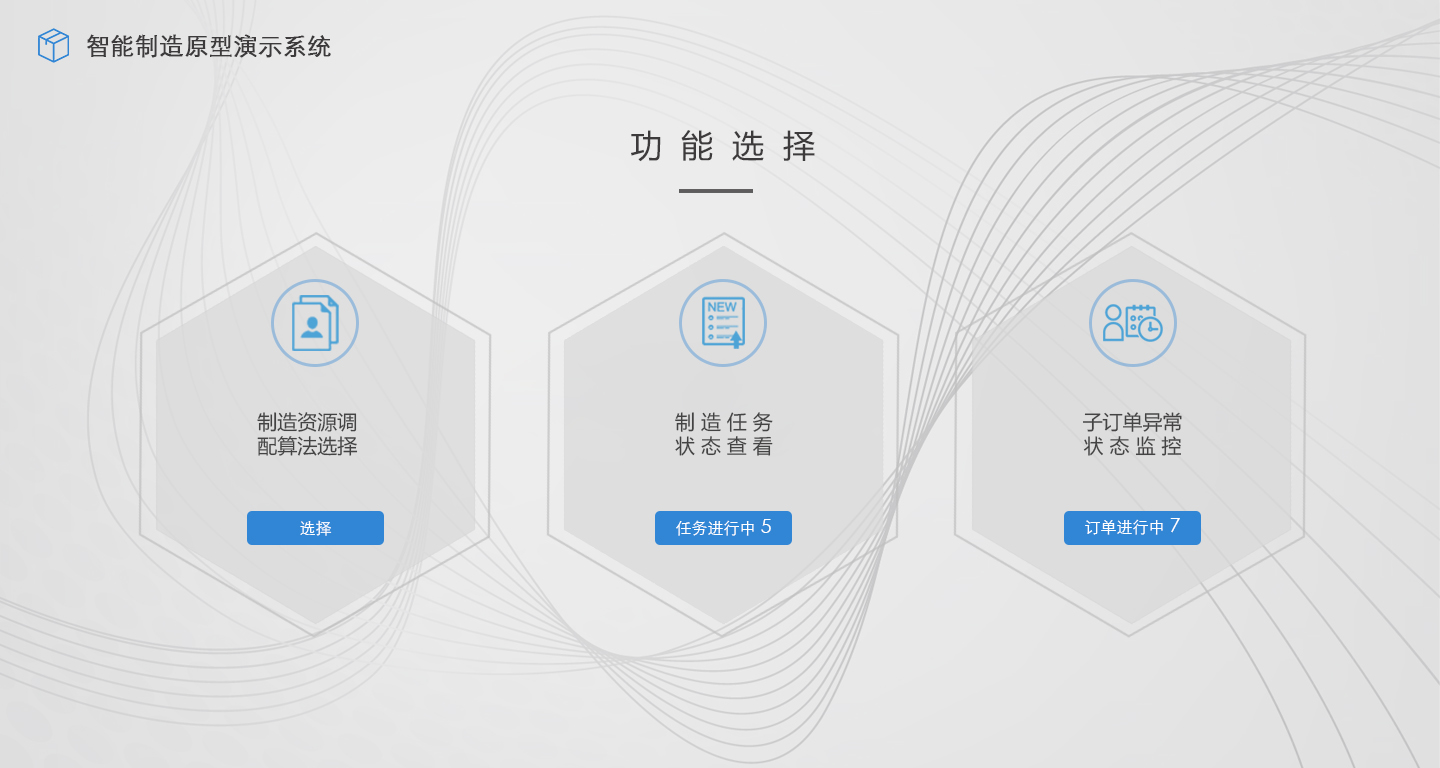 智能制造原型演示系统
功能选择
NEW
制造资源调
配算法选择
选择
制造任务
状态查看
任务进行中 5
子订单异常
状态监控
订单进行中 7